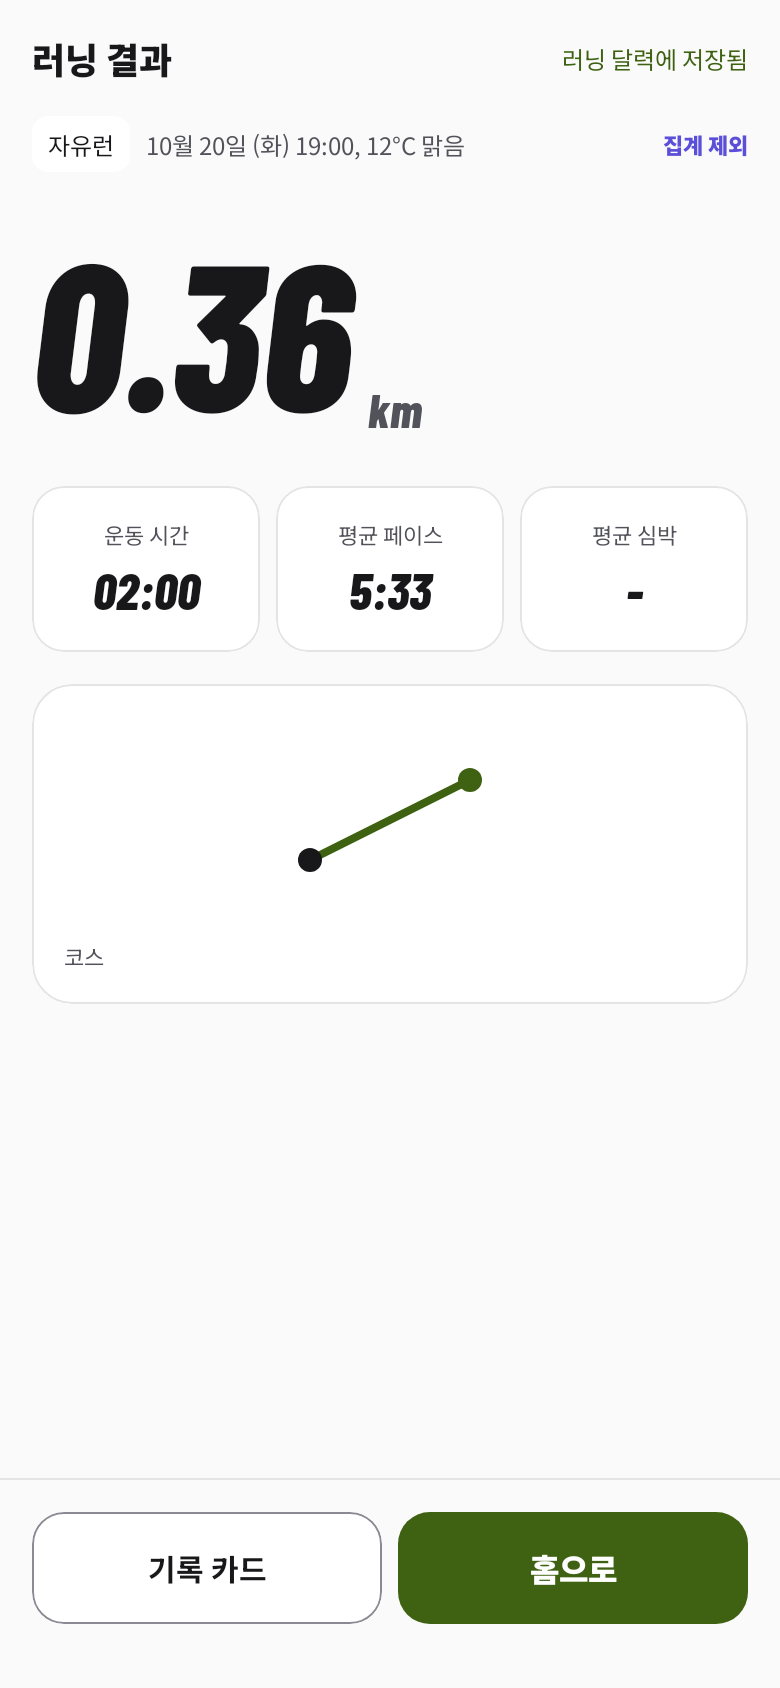 러닝 결과
러닝 달력에 저장됨
자유런
10월 20일 (화) 19:00, 12°C 맑음
집계 제외
0.36 km
운동 시간
02:00
평균 페이스
5:33
평균 심박
-
코스
기록 카드
홈으로